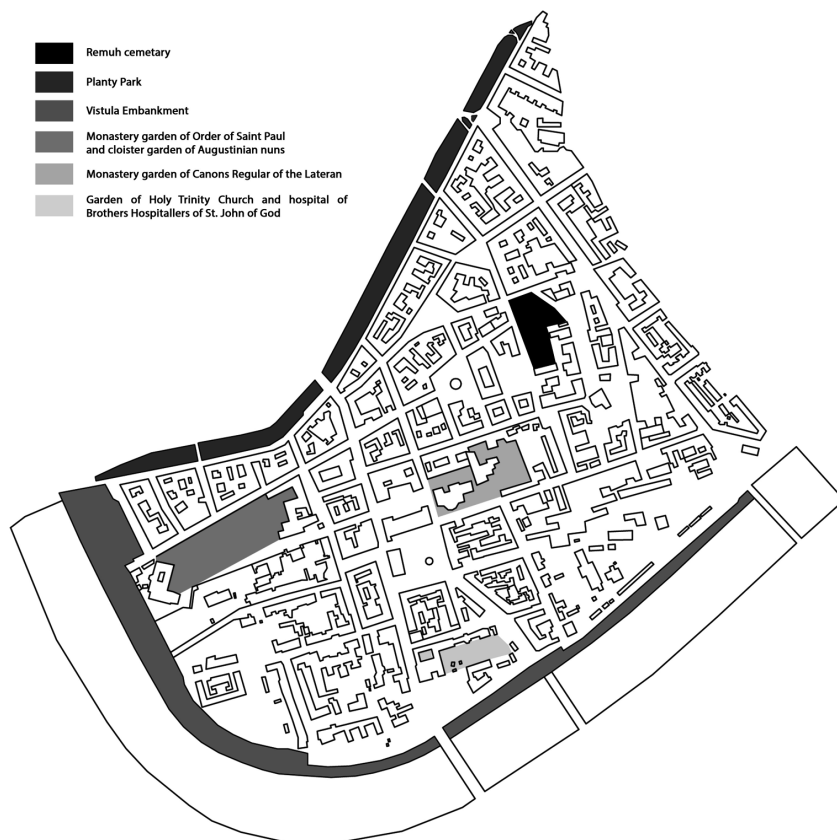 Remuh cemetary
Planty Park
Vistula Embankment
Monastery garden of Order of Saint Paul
and cloister garden of Augustinian nuns
Monastery garden of Canons Regular of the Lateran
Garden of Holy Trinity Church and hospital of
Brothers Hospitallers of St. John of God